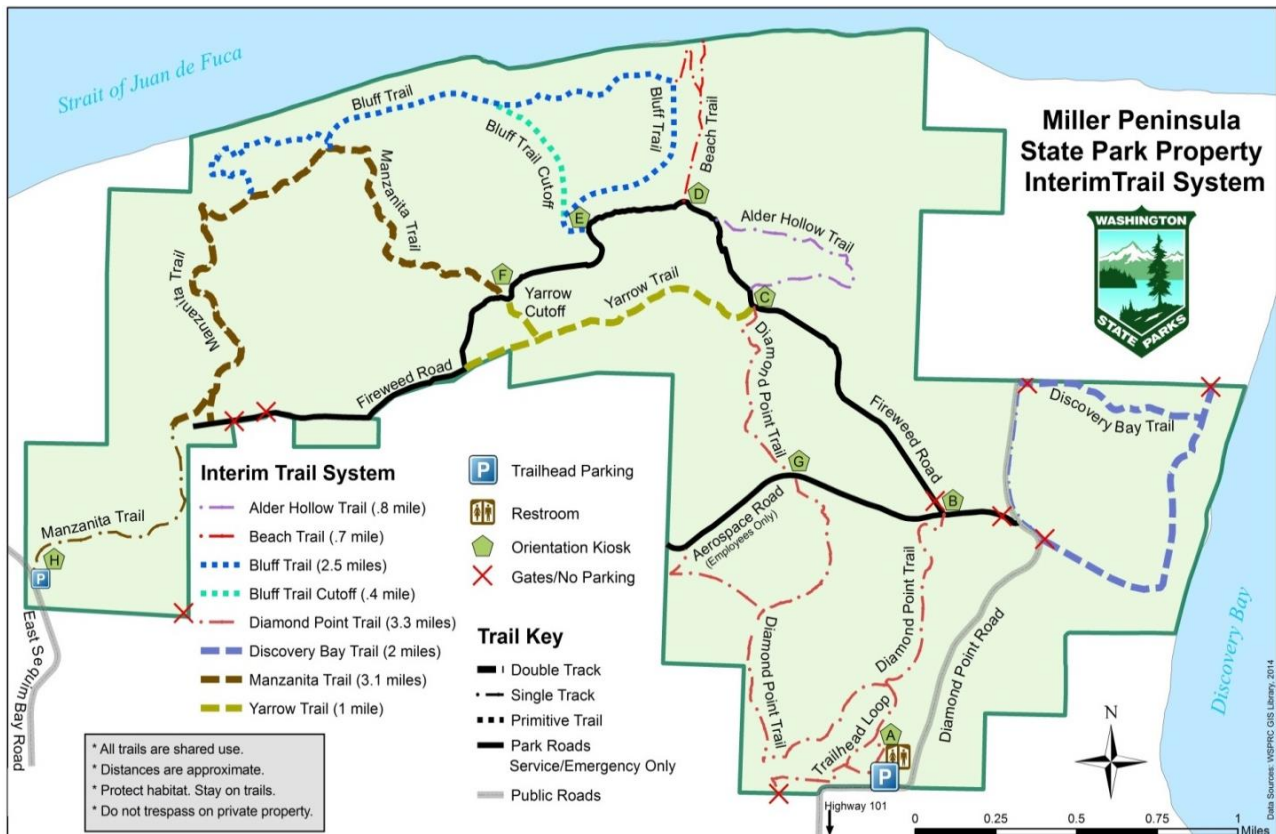 Strait of Juan de Fuca
Bluff Trail
Bluff Trail
Bluff Trail Cutoff
Beach Trail
Miller Peninsula
State Park Property
InterimTrail System
WASHINGTON
STATE PARKS
Manzanita Trail
E
D
Alder Hollow Trail
Manzanita Trail
Manzanita Trail
F
Yarrow
Cutoff
Yarrow Trail
C
Fireweed Road
Diamond Point Trail
Fireweed Road
Discovery Bay Trail
G
B
Aerospace Road
(Employees Only)
Manzanita Trail
H
P
East Sequim Bay Road
Diamond Point Trail
Diamond Point Trail
Diamond Point Road
Trailhead Loop
A
P
Highway 101
Discovery Bay
Interim Trail System
Alder Hollow Trail (.8 mile)
Beach Trail (.7 mile)
Bluff Trail (2.5 miles)
Bluff Trail Cutoff (.4 mile)
Diamond Point Trail (3.3 miles)
Discovery Bay Trail (2 miles)
Manzanita Trail (3.1 miles)
Yarrow Trail (1 mile)
P
Trailhead Parking
Restroom
Orientation Kiosk
Gates/No Parking
Trail Key
Double Track
Single Track
Primitive Trail
Park Roads
Service/Emergency Only
Public Roads
* All trails are shared use.
* Distances are approximate.
* Protect habitat. Stay on trails.
* Do not trespass on private property.
N
0 0.25 0.5 0.75 1
Miles
Data Sources: WSPRC GIS Library, 2014